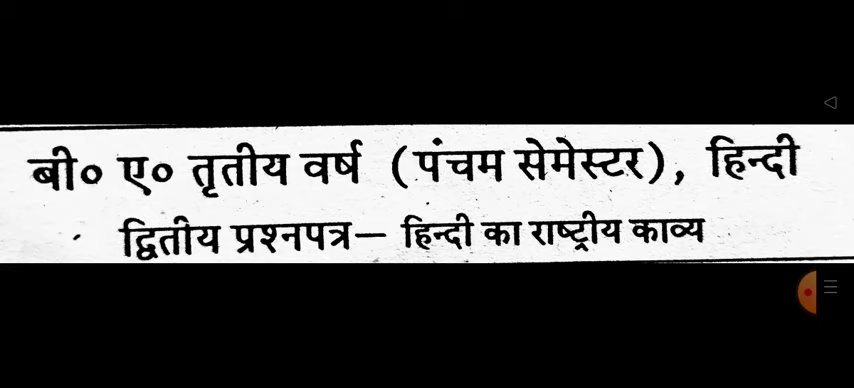 बी० ए० तृतीय वर्ष (पंचम सेमेस्टर), हिन्दी
द्वितीय प्रश्नपत्र— हिन्दी का राष्ट्रीय काव्य